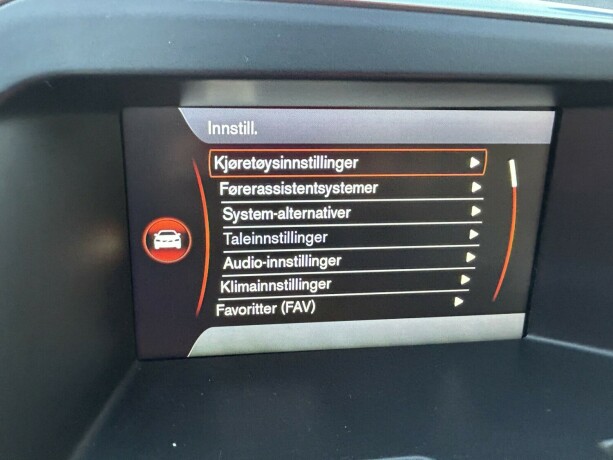 Innstill.
Kjøretøysinnstillinger
Førerassistentsystemer
System-alternativer
Taleinnstillinger
Audio-innstillinger
Klimainnstillinger
Favoritter (FAV)